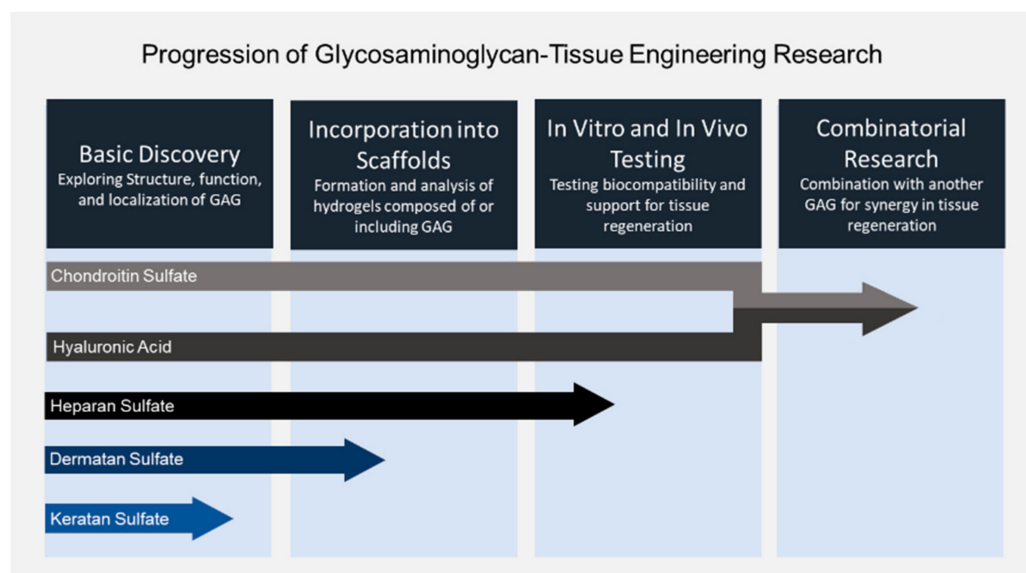 Progression of Glycosaminoglycan-Tissue Engineering Research
Basic Discovery
Exploring Structure, function,
and localization of GAG
Incorporation into
Scaffolds
Formation and analysis of
hydrogels composed of or
including GAG
In Vitro and In Vivo
Testing
Testing biocompatibility and
support for tissue
regeneration
Combinatorial
Research
Combination with another
GAG for synergy in tissue
regeneration
Chondroitin Sulfate
Hyaluronic Acid
Heparan Sulfate
Dermatan Sulfate
Keratan Sulfate